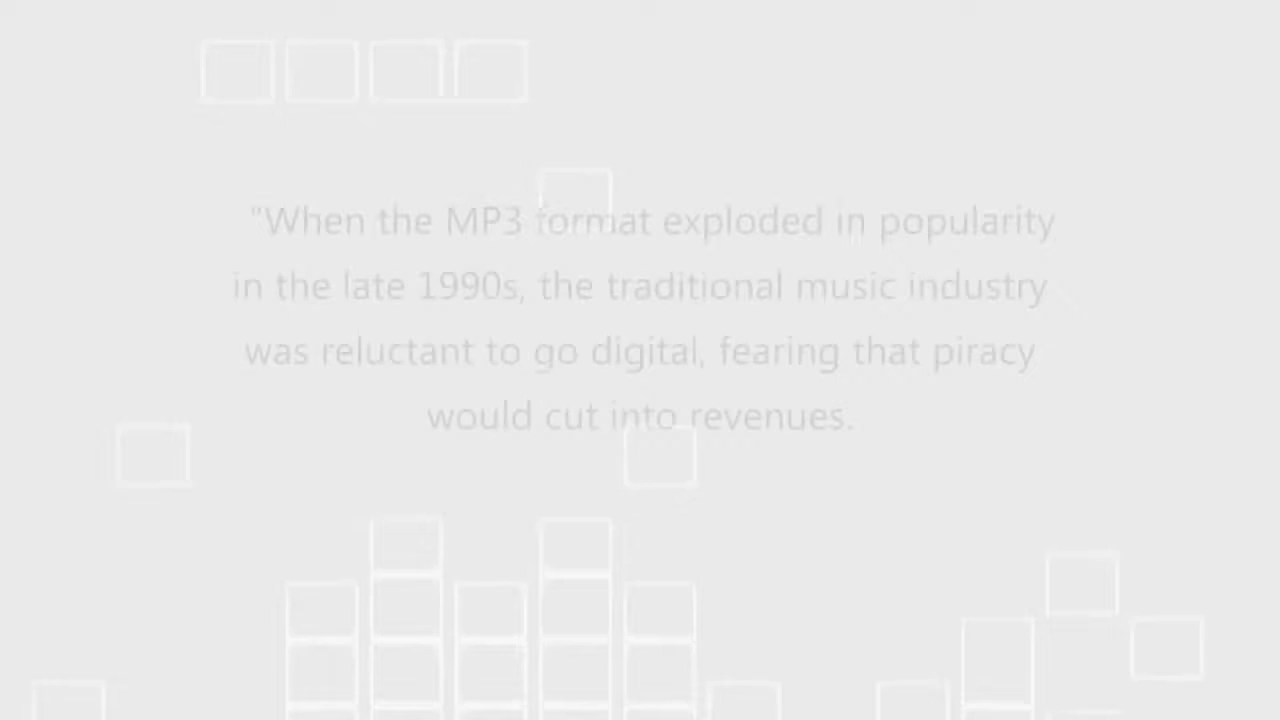 "When the MP3 format exploded in popularity
in the late 1990s, the traditional music industry
was reluctant to go digital, fearing that piracy
would cut into revenues.